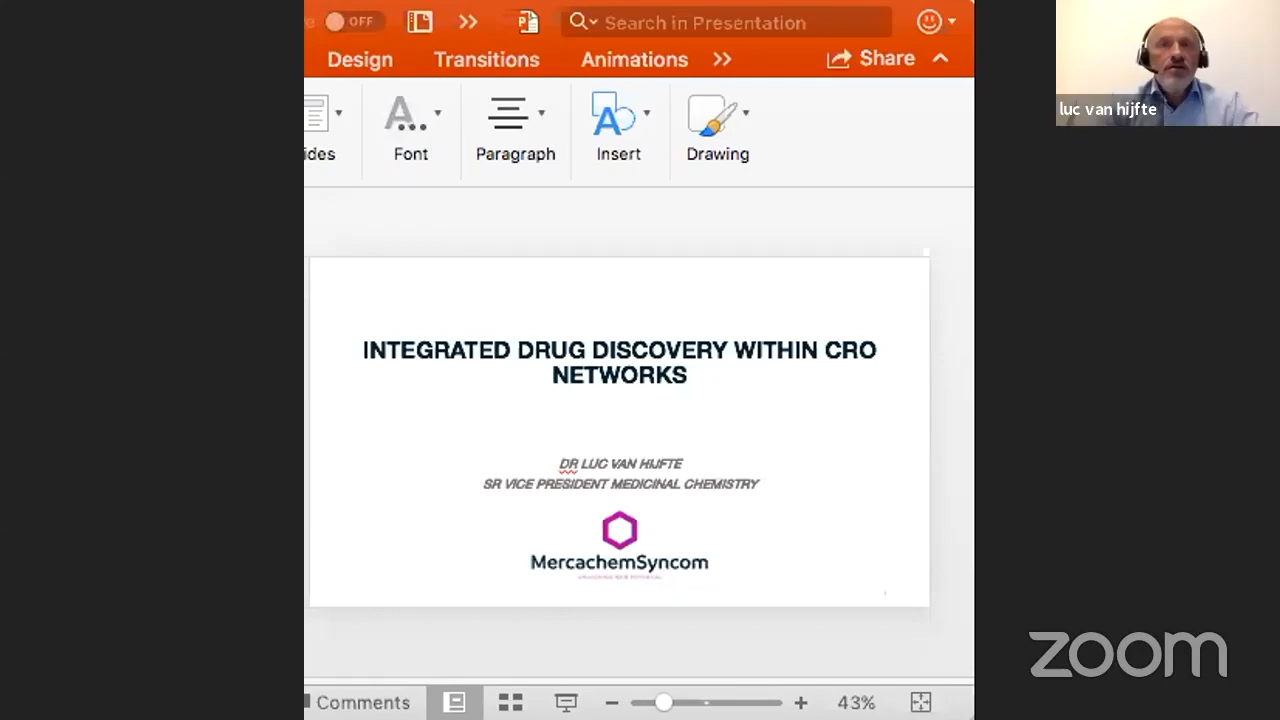 OFF
Search in Presentation
Design
Transitions
Animations
Share
ides
Font
Paragraph
Insert
Drawing
luc van hijfte
INTEGRATED DRUG DISCOVERY WITHIN CRO
NETWORKS
DR LUC VAN HIJFTE
SR VICE PRESIDENT MEDICINAL CHEMISTRY
MercachemSyncom
zoom
Comments
43%